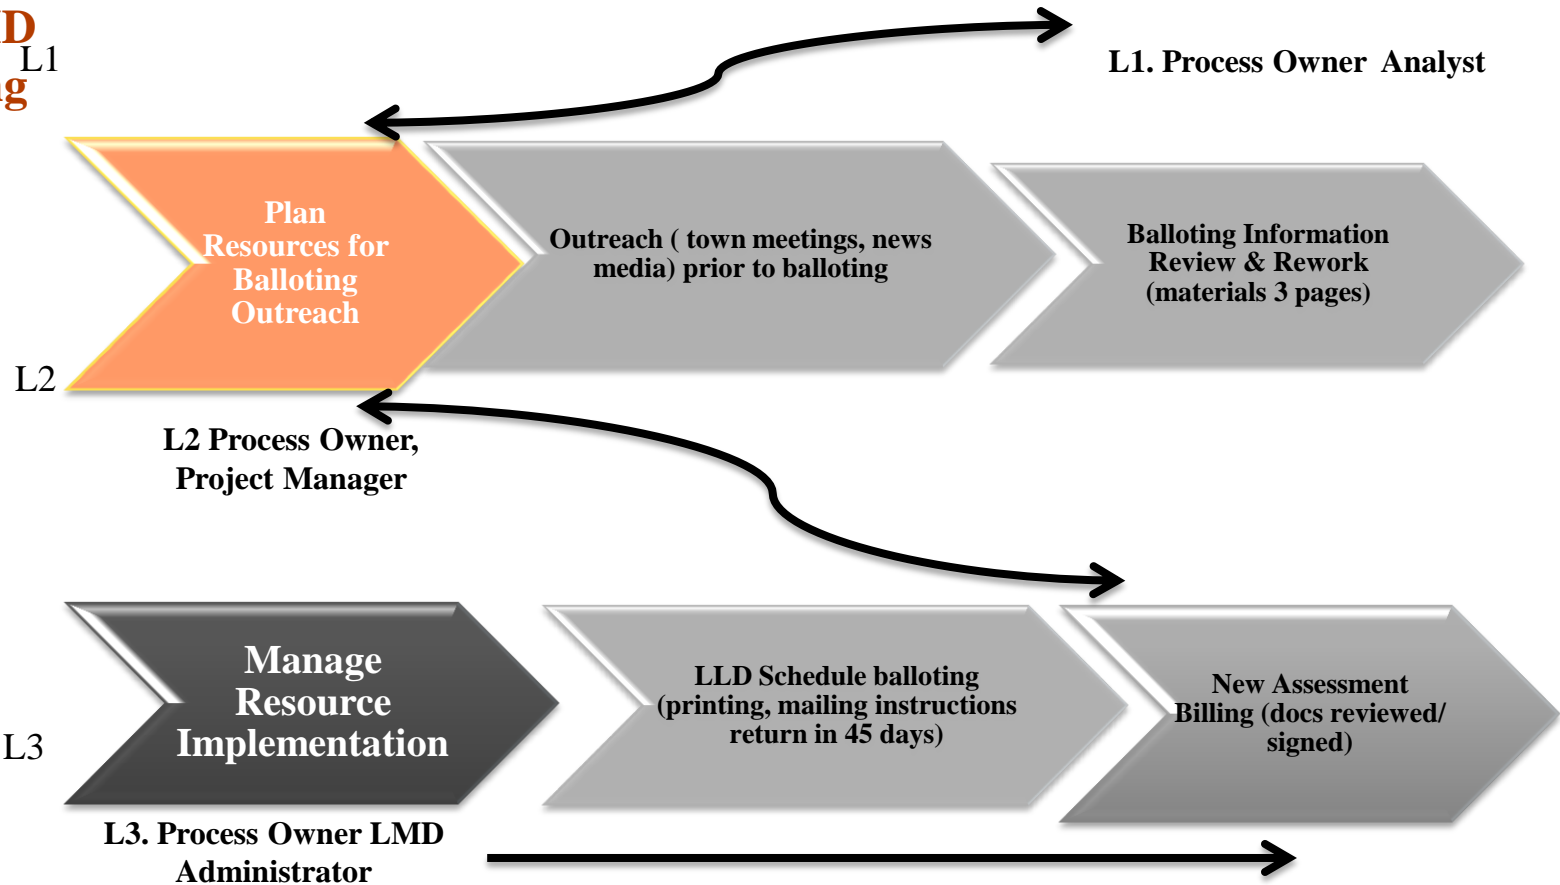 L1
L1. Process Owner Analyst
Plan
Resources for
Balloting
Outreach
Outreach ( town meetings, news
media) prior to balloting
Balloting Information
Review & Rework
(materials 3 pages)
L2
L2 Process Owner,
Project Manager
Manage
Resource
Implementation
LLD Schedule balloting
(printing, mailing instructions
return in 45 days)
New Assessment
Billing (docs reviewed/
signed)
L3
L3. Process Owner LMD
Administrator